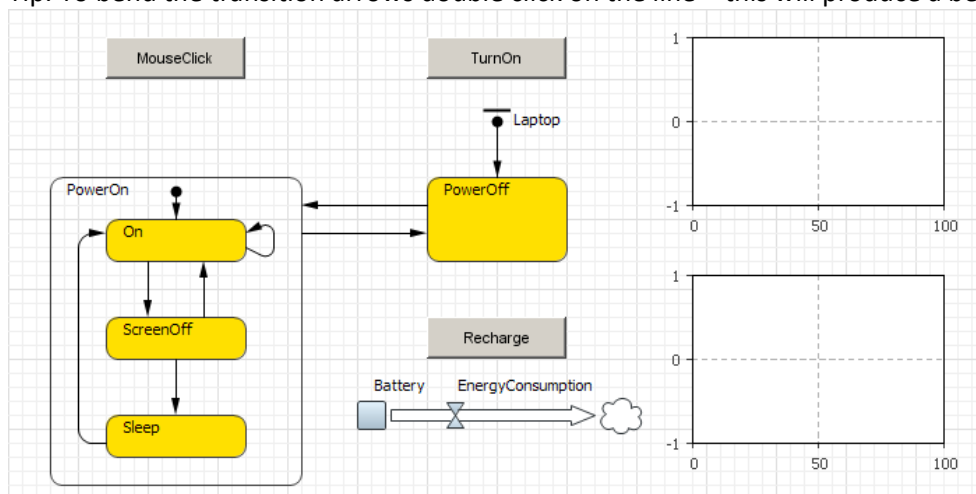 MouseClick
TurnOn
Laptop
PowerOn
PowerOff
On
ScreenOff
Sleep
Recharge
Battery
EnergyConsumption
1
0
-1
0
50
100
1
0
-1
0
50
100